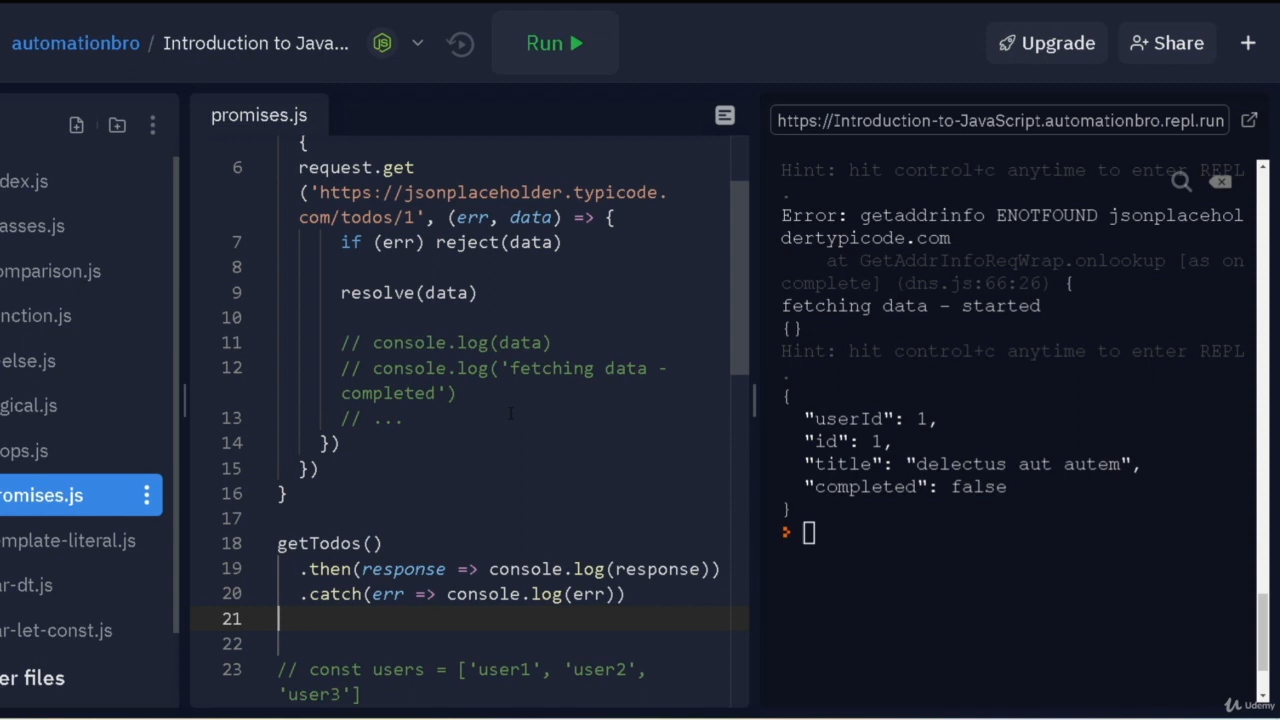 automationbro / Introduction to Java...
Run
Upgrade
Share
+
dex.js
asses.js
omparison.js
nction.js
-else.js
gical.js
ops.js
romises.js
mplate-literal.js
ar-dt.js
ar-let-const.js
er files
promises.js
{
6 request.get
('https://jsonplaceholder.typicode.
com/todos/1', (err, data) => {
7 if (err) reject(data)
8
9 resolve(data)
10
11 // console.log(data)
12 // console.log('fetching data -
completed')
13 // ...
14 })
15 })
16 }
17
18 getTodos()
19 .then(response => console.log(response))
20 .catch(err => console.log(err))
21
22
23 // const users = ['user1', 'user2',
'user3']
https://Introduction-to-JavaScript.automationbro.repl.run
Hint: hit control+c anytime to enter REPL
.
Error: getaddrinfo ENOTFOUND jsonplacehol
dertypicode.com
at GetAddrInfoReqWrap.onlookup [as on
complete] (dns.js:66:26) {
fetching data - started
{}
Hint: hit control+c anytime to enter REPL
.
{
"userId": 1,
"id": 1,
"title": "delectus aut autem",
"completed": false
}
Udemy